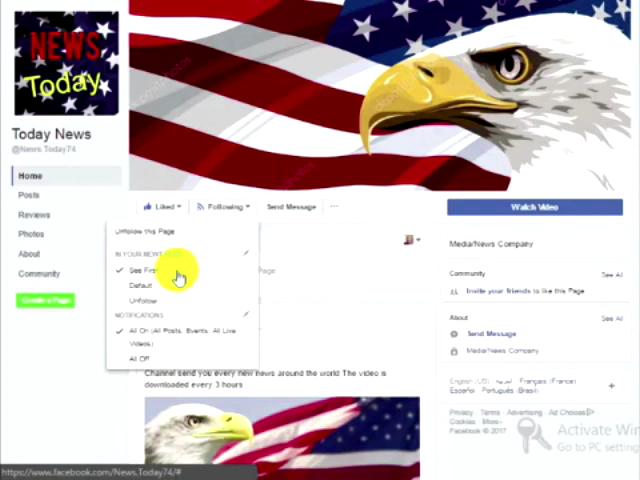 NEWS
Today
Today News
@News.Today74
Home
Posts
Reviews
Photos
About
Community
Create a Page
Liked
Following
Send Message
...
Watch Video
Unfollow this Page
IN YOUR NEWS
See First
Default
Unfollow
NOTIFICATIONS
All On (All Posts, Events, All Live
Videos)
All Off
Page
Channel send you every new news around the world The video is
downloaded every 3 hours
Media/News Company
Community
See All
Invite your friends to like this Page
About
See All
Send Message
Media/News Company
English (US) · العربية · Français (France) ·
Español · Português (Brasil)
+
Privacy · Terms · Advertising · Ad Choices
Cookies · More
Facebook © 2017
Activate Win
Go to PC setting
https://www.facebook.com/News.Today74/#